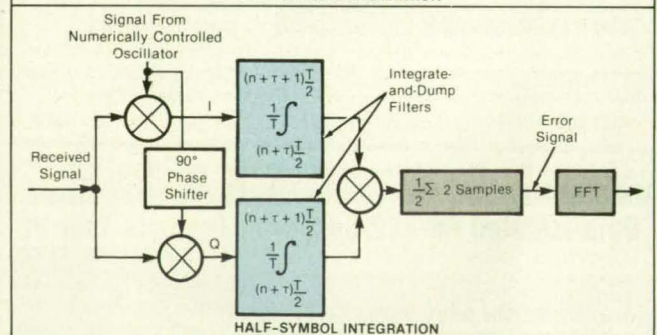 Signal From
Numerically Controlled
Oscillator
(n + τ + 1) T/2
1/T ∫
(n + τ) T/2
Integrate-
and-Dump
Filters
I
Error
Signal
Received
Signal
90°
Phase
Shifter
1/2 Σ 2 Samples
FFT
Q
(n + τ + 1) T/2
1/T ∫
(n + τ) T/2
HALF-SYMBOL INTEGRATION